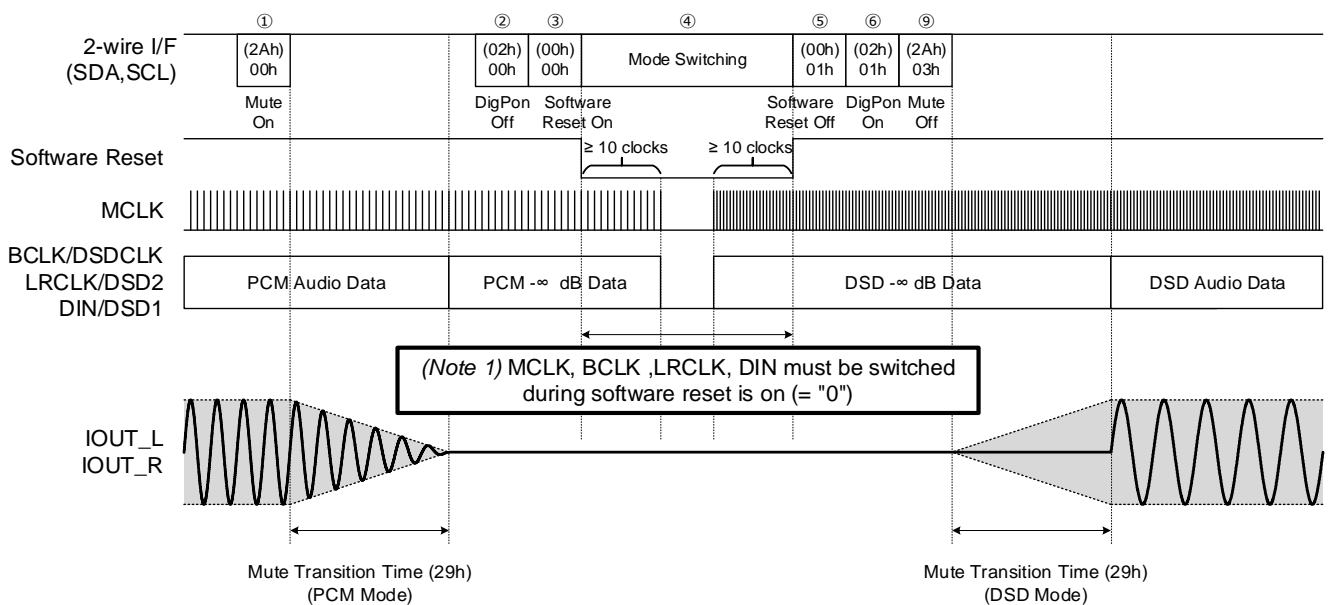 ① ② ③ ④ ⑤ ⑥ ⑨
2-wire I/F
(SDA,SCL)
(2Ah)
00h
(02h)
00h
(00h)
00h
Mode Switching
(00h)
01h
(02h)
01h
(2Ah)
03h
Mute
On
DigPon
Off
Software
Reset On
Software
Reset Off
DigPon
On
Mute
Off
Software Reset
≥ 10 clocks
≥ 10 clocks
MCLK
BCLK/DSDCLK
LRCLK/DSD2
DIN/DSD1
PCM Audio Data
PCM -∞ dB Data
DSD -∞ dB Data
DSD Audio Data
(Note 1) MCLK, BCLK ,LRCLK, DIN must be switched
during software reset is on (= "0")
IOUT_L
IOUT_R
Mute Transition Time (29h)
(PCM Mode)
Mute Transition Time (29h)
(DSD Mode)